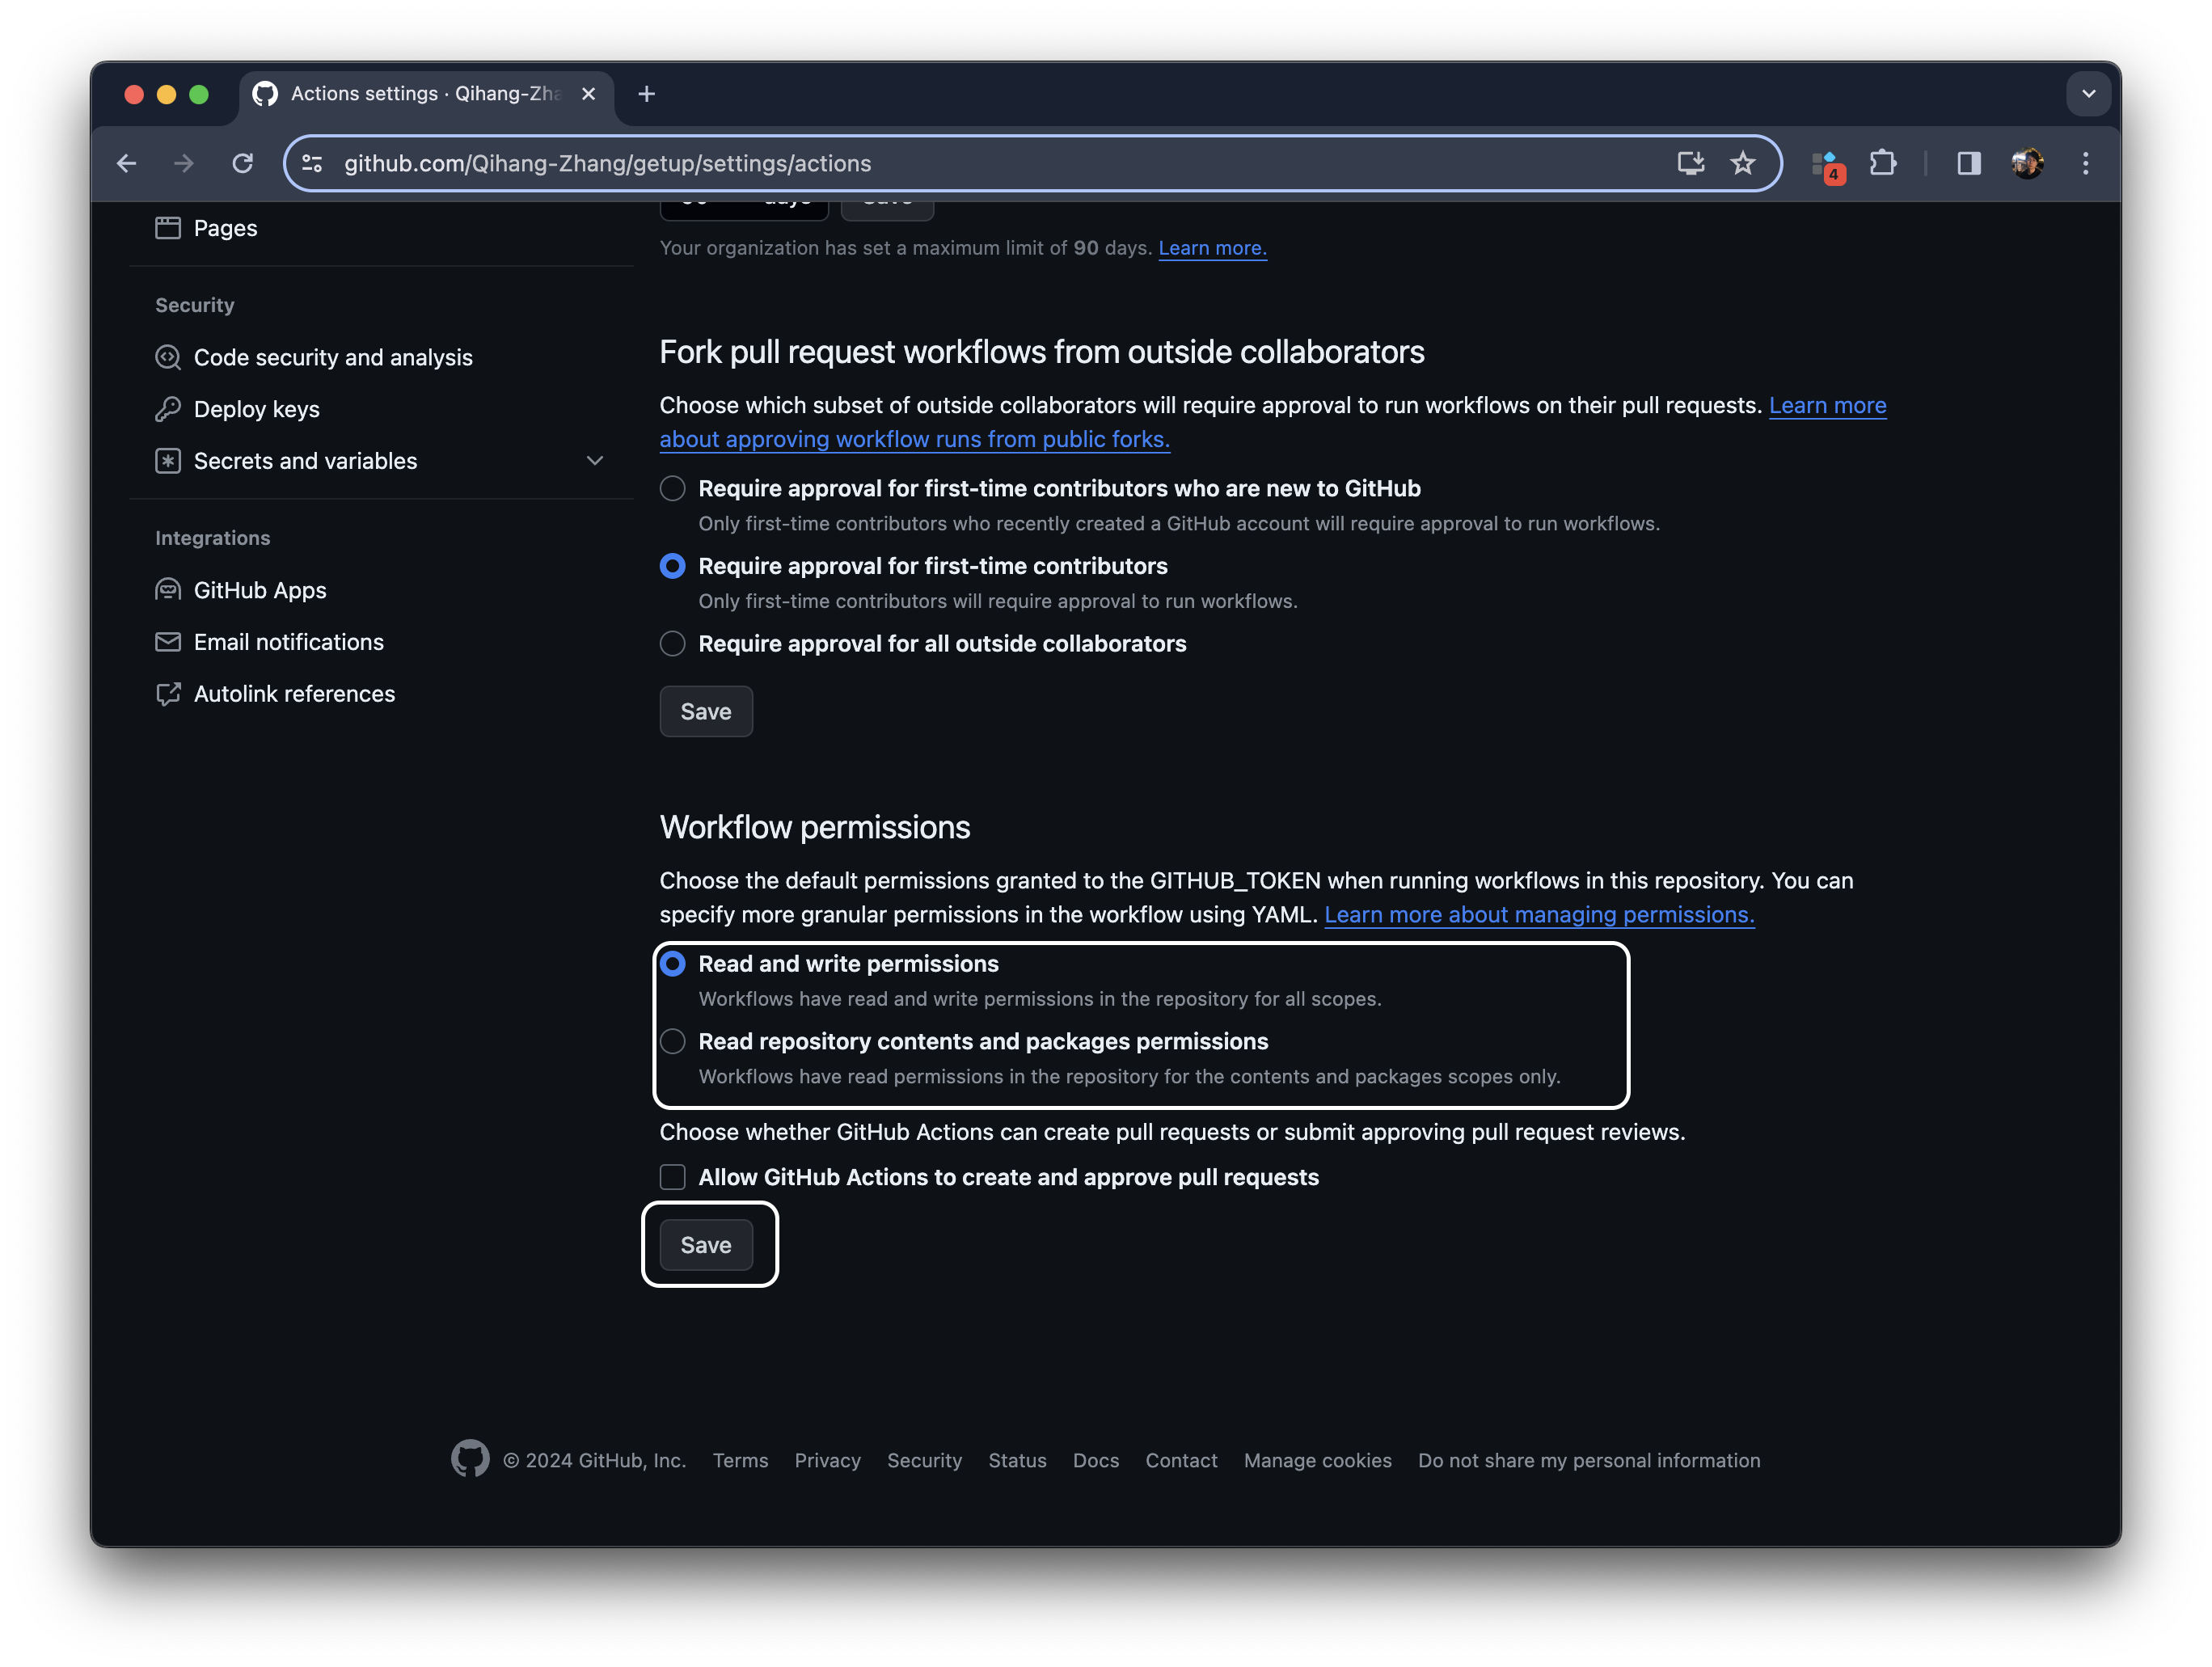 Actions settings · Qihang-Zha
github.com/Qihang-Zhang/getup/settings/actions
4
Pages
Security
Code security and analysis
Deploy keys
Secrets and variables
Integrations
GitHub Apps
Email notifications
Autolink references
days Save
Your organization has set a maximum limit of 90 days. Learn more.
Fork pull request workflows from outside collaborators
Choose which subset of outside collaborators will require approval to run workflows on their pull requests. Learn more
about approving workflow runs from public forks.
Require approval for first-time contributors who are new to GitHub
Only first-time contributors who recently created a GitHub account will require approval to run workflows.
Require approval for first-time contributors
Only first-time contributors will require approval to run workflows.
Require approval for all outside collaborators
Save
Workflow permissions
Choose the default permissions granted to the GITHUB_TOKEN when running workflows in this repository. You can
specify more granular permissions in the workflow using YAML. Learn more about managing permissions.
Read and write permissions
Workflows have read and write permissions in the repository for all scopes.
Read repository contents and packages permissions
Workflows have read permissions in the repository for the contents and packages scopes only.
Choose whether GitHub Actions can create pull requests or submit approving pull request reviews.
Allow GitHub Actions to create and approve pull requests
Save
© 2024 GitHub, Inc. Terms Privacy Security Status Docs Contact Manage cookies Do not share my personal information